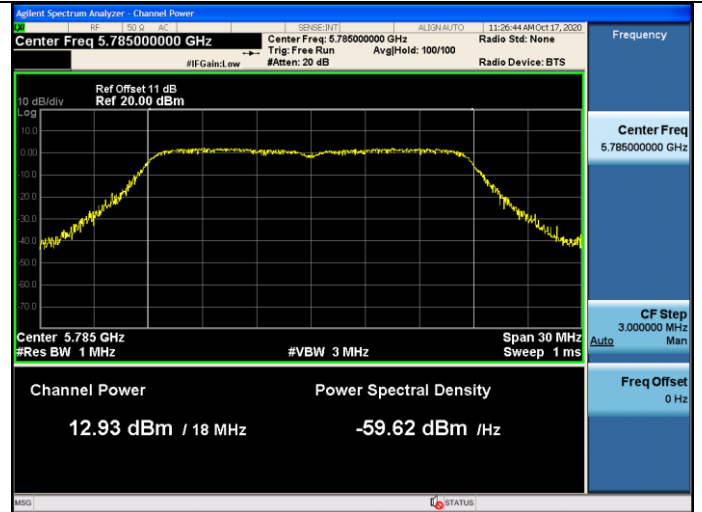 Agilent Spectrum Analyzer - Channel Power
RF 50 Ω AC SENSE:INT ALIGN AUTO 11:26:44 AM Oct 17, 2020
Center Freq 5.785000000 GHz
Center Freq: 5.785000000 GHz
Radio Std: None
Trig: Free Run Avg|Hold: 100/100
#IFGain:Low #Atten: 20 dB Radio Device: BTS
Ref Offset 11 dB
10 dB/div Ref 20.00 dBm
Log
10.0
0.00
-10.0
-20.0
-30.0
-40.0
-50.0
-60.0
-70.0
Center 5.785 GHz Span 30 MHz
#Res BW 1 MHz #VBW 3 MHz Sweep 1 ms
Channel Power Power Spectral Density
12.93 dBm / 18 MHz -59.62 dBm /Hz
MSG STATUS
Frequency
Center Freq
5.785000000 GHz
CF Step
3.000000 MHz
Auto Man
Freq Offset
0 Hz